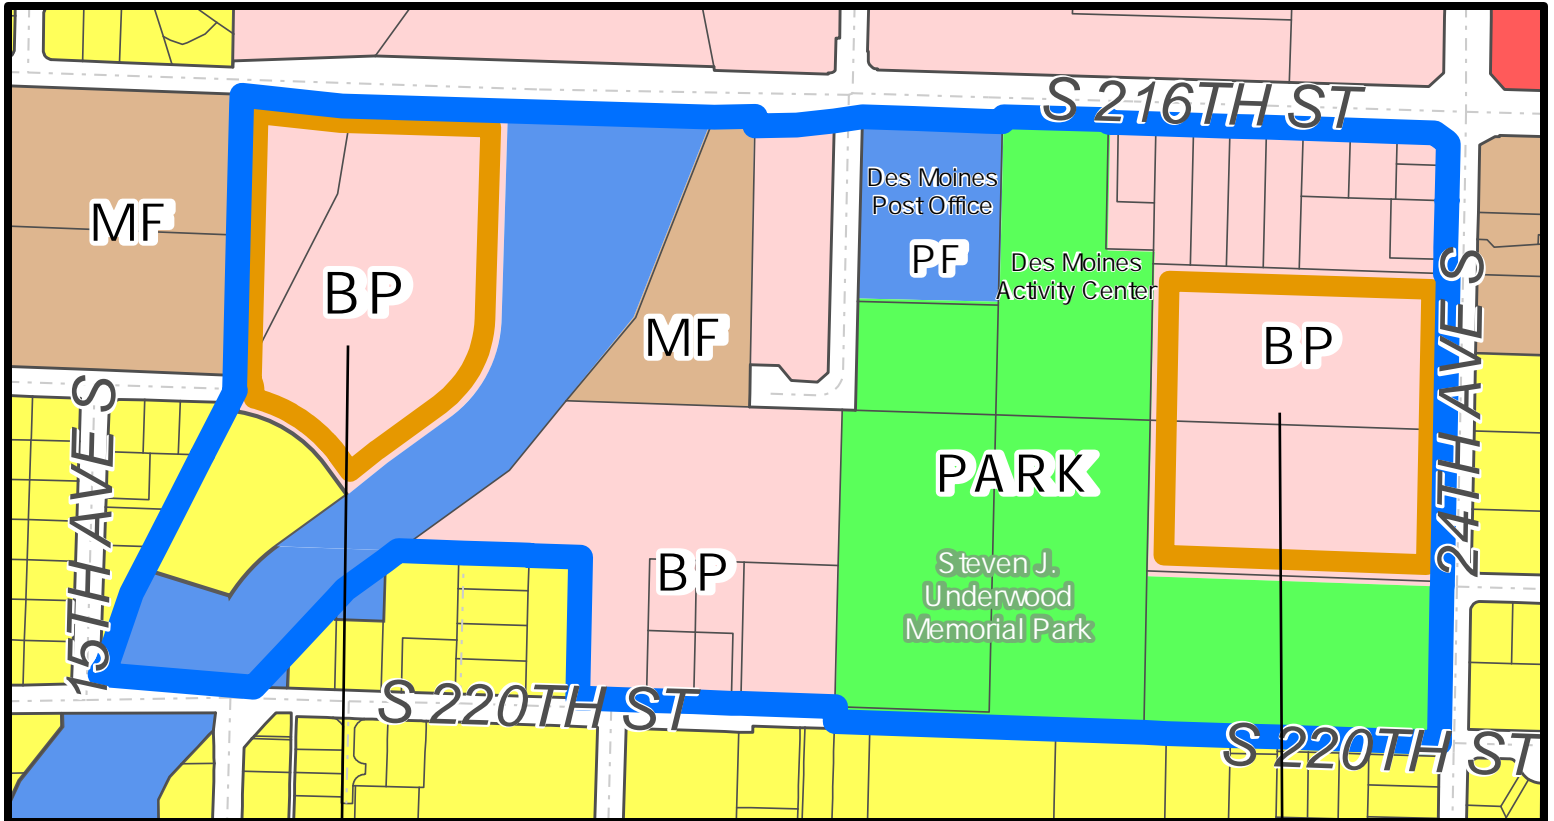 S 216TH ST
Des Moines
Post Office
PF
MF
BP
Des Moines
Activity Center
24TH AVE S
MF
BP
15TH AVE S
PARK
BP
Steven J.
Underwood
Memorial Park
S 220TH ST
S 220TH ST